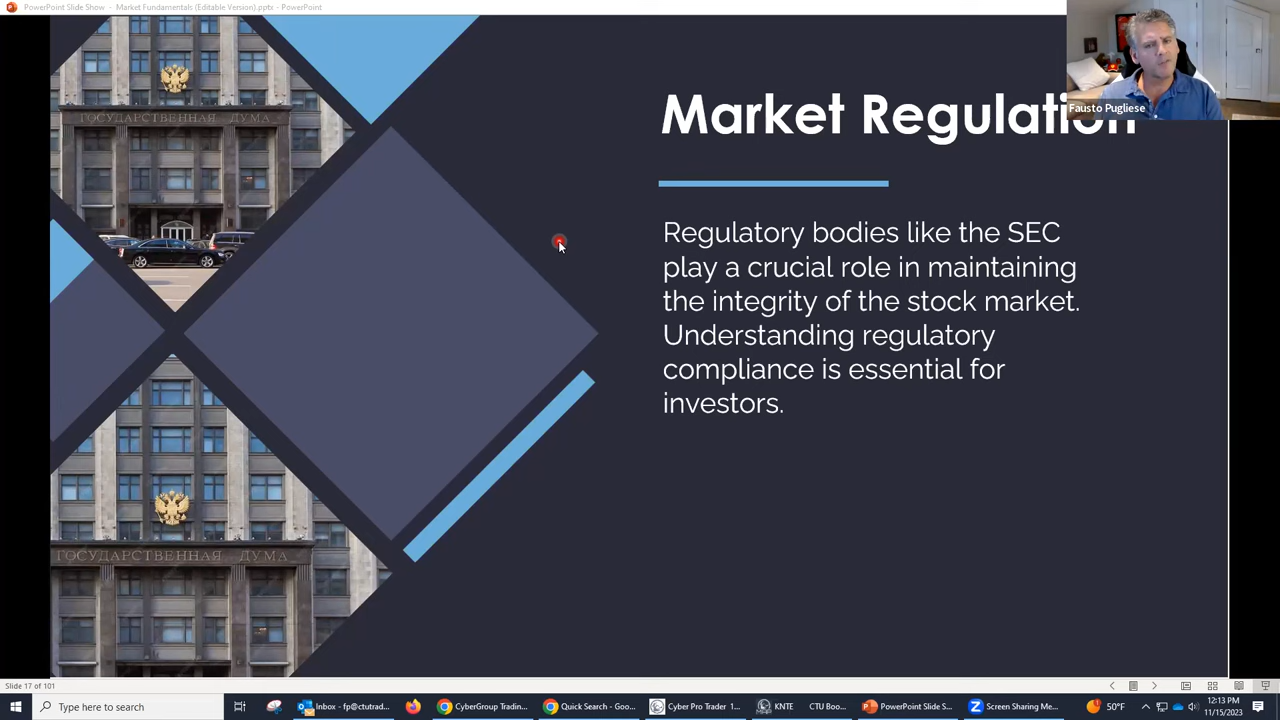 PowerPoint Slide Show - Market Fundamentals (Editable Version).pptx - PowerPoint
Fausto Pugliese
Market Regulation
ГОСУДАРСТВЕННАЯ ДУМА
Regulatory bodies like the SEC
play a crucial role in maintaining
the integrity of the stock market.
Understanding regulatory
compliance is essential for
investors.
ГОСУДАРСТВЕННАЯ ДУМА
Slide 17 of 101
Type here to search
Inbox - fp@ctutrad...
CyberGroup Tradin...
Quick Search - Goo...
Cyber Pro Trader 1...
KNTE
CTU Boo...
PowerPoint Slide S...
Screen Sharing Me...
50°F
12:13 PM
11/15/2023